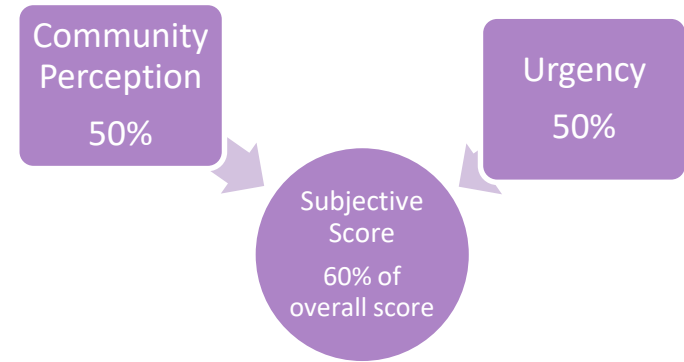 Community
Perception
50%
Urgency
50%
Subjective
Score
60% of
overall score